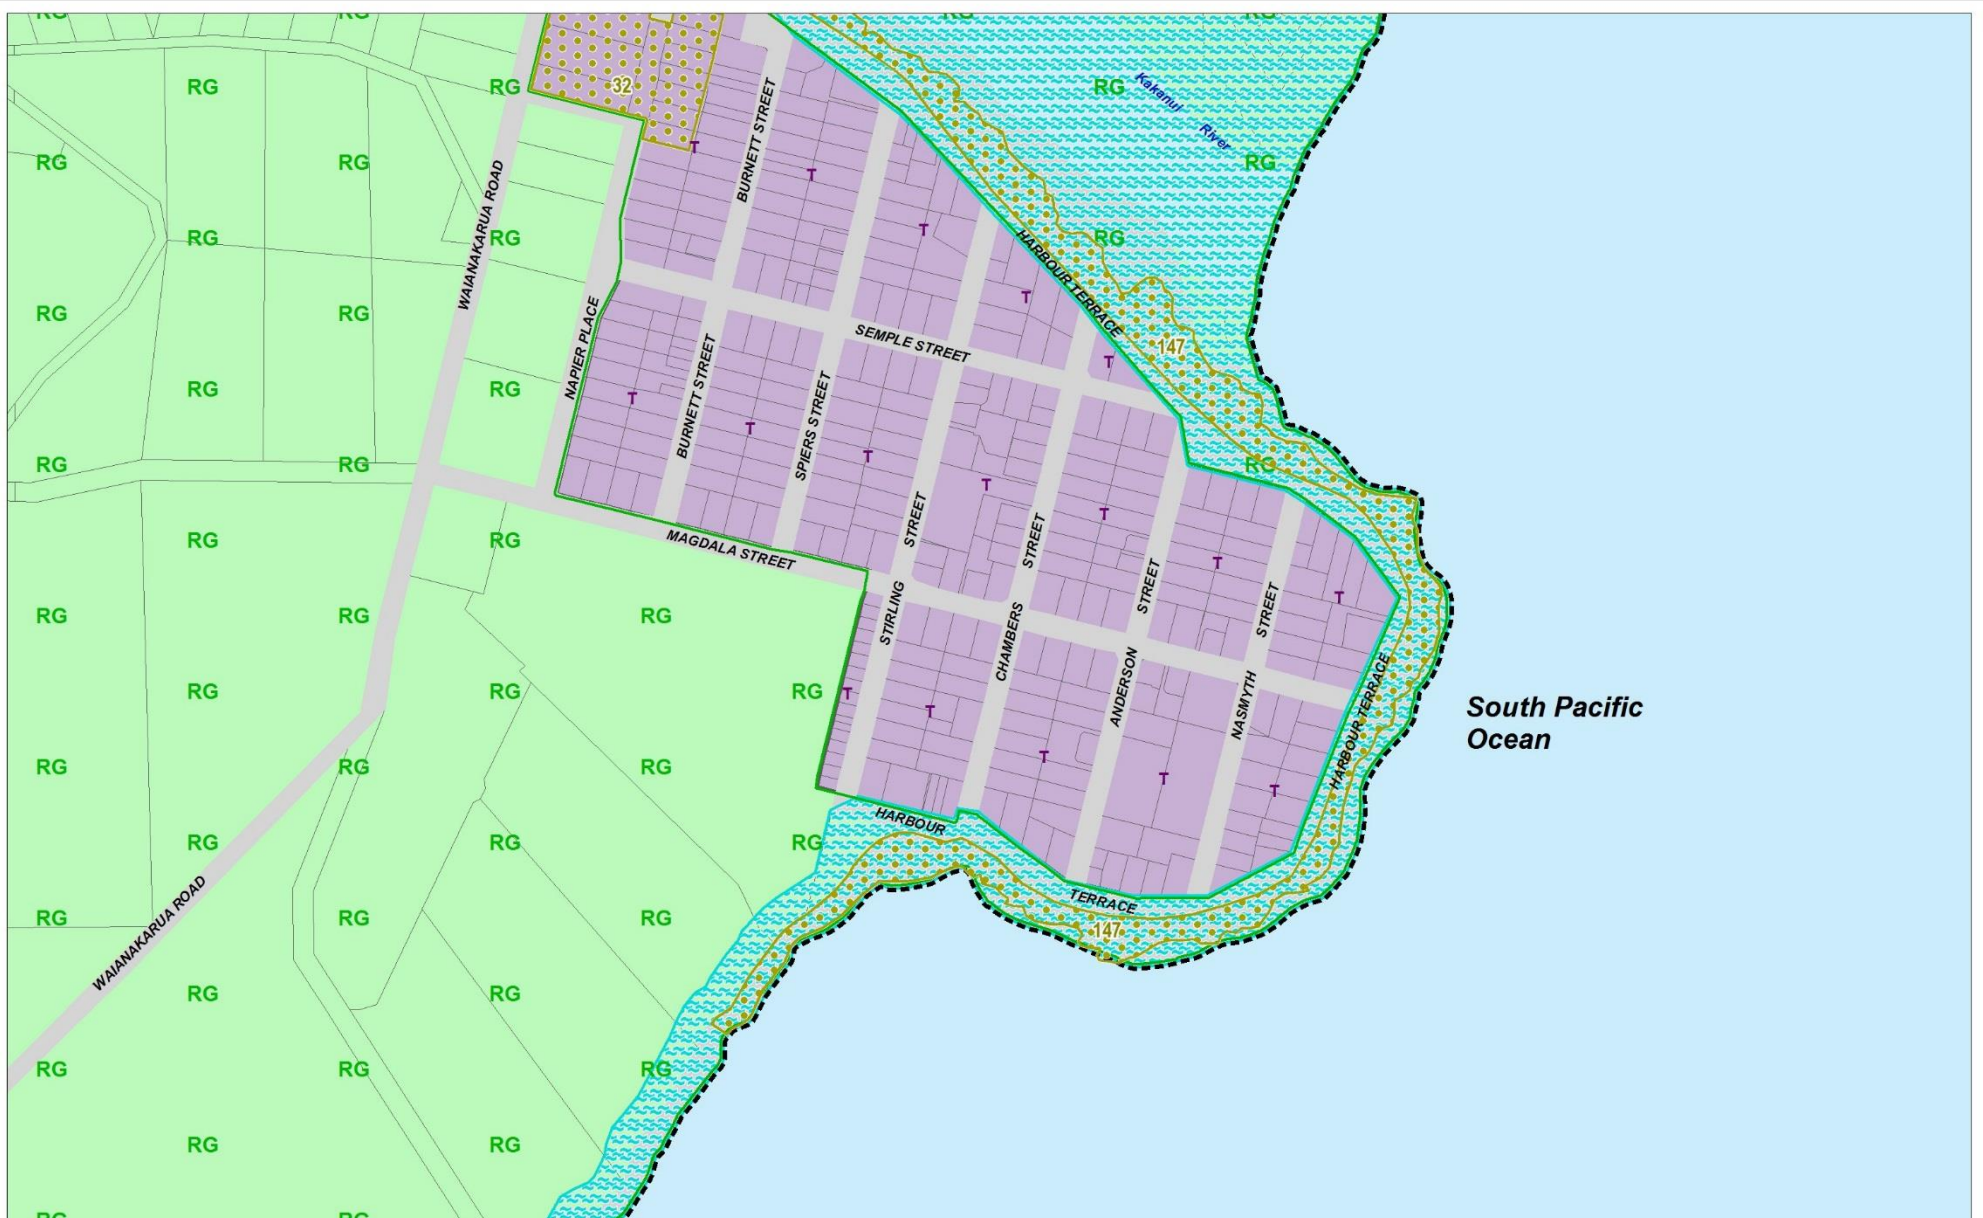 RG
RG
RG
RG
RG
RG
32
RG
Kakanui
River
BURNETT STREET
T
RG
RG
T
RG
RG
RG
T
RG
WAIANAKARUA ROAD
HARBOUR TERRACE
T
RG
RG
NAPIER PLACE
SEMPLE STREET
147
T
RG
RG
T
BURNETT STREET
T
SPIERS STREET
T
RG
RG
RG
T
T
STREET
STREET
RG
RG
MAGDALA STREET
T
STREET
T
STREET
STIRLING
RG
RG
RG
CHAMBERS
ANDERSON
NASMYTH
RG
RG
RG
T
T
HARBOUR TERRACE
South Pacific
Ocean
T
RG
RG
RG
T
T
HARBOUR
RG
RG
RG
TERRACE
RG
RG
RG
WAIANAKARUA ROAD
147
RG
RG
RG
RG
RG
RG
RG
RG
RG